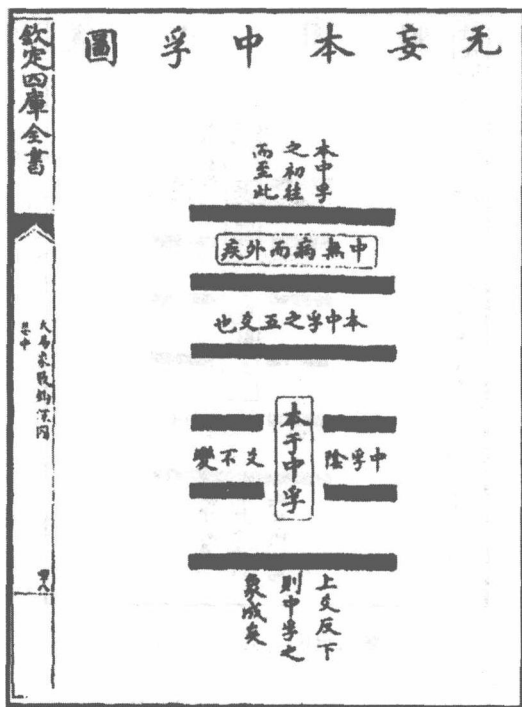 无妄本中孚圖
本中孚
之初往
而至此
中無病而外疾
本中孚之五爻也
中孚陰
本于中孚
爻不變
上爻反下
則中孚之
象成矣
欽定四庫全書
大易象數鈎深圖
卷中